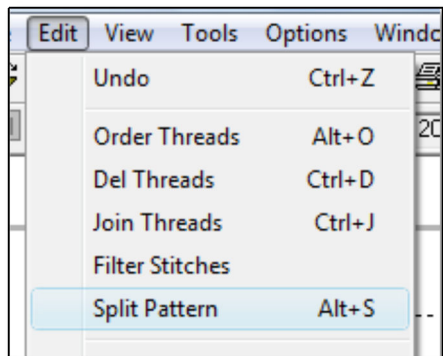 Edit View Tools Options
Undo Ctrl+Z
20
Order Threads Alt+O
Del Threads Ctrl+D
Join Threads Ctrl+J
Filter Stitches
Split Pattern Alt+S